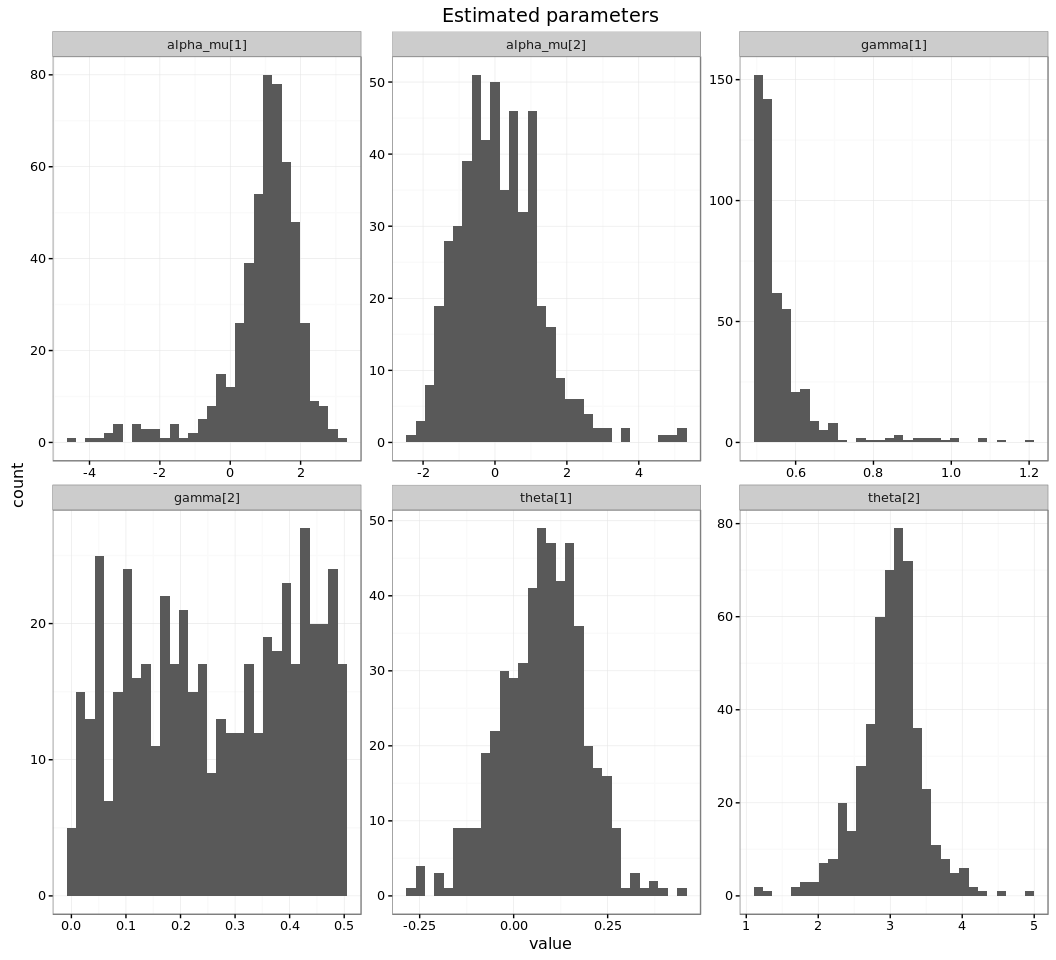 Estimated parameters
alpha_mu[1] alpha_mu[2] gamma[1]
80
60
40
20
0
-4 -2 0 2
50
40
30
20
10
0
-2 0 2 4
150
100
50
0
0.6 0.8 1.0 1.2
count
gamma[2] theta[1] theta[2]
20
10
0
0.0 0.1 0.2 0.3 0.4 0.5
50
40
30
20
10
0
-0.25 0.00 0.25
80
60
40
20
0
1 2 3 4 5
value